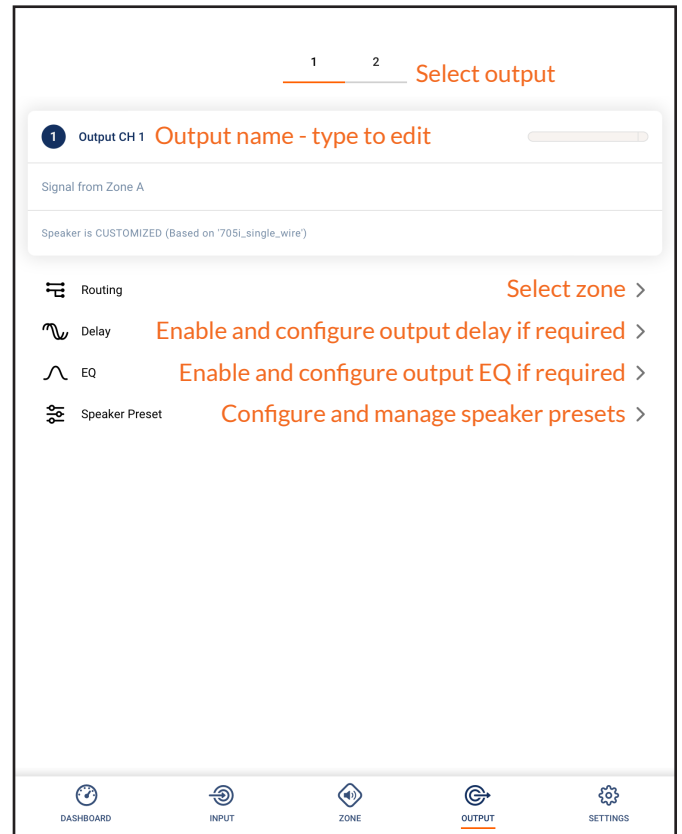 1 2 Select output
1 Output CH 1 Output name - type to edit
Signal from Zone A
Speaker is CUSTOMIZED (Based on '705i_single_wire')
Routing Select zone
Delay Enable and configure output delay if required
EQ Enable and configure output EQ if required
Speaker Preset Configure and manage speaker presets
DASHBOARD INPUT ZONE OUTPUT SETTINGS